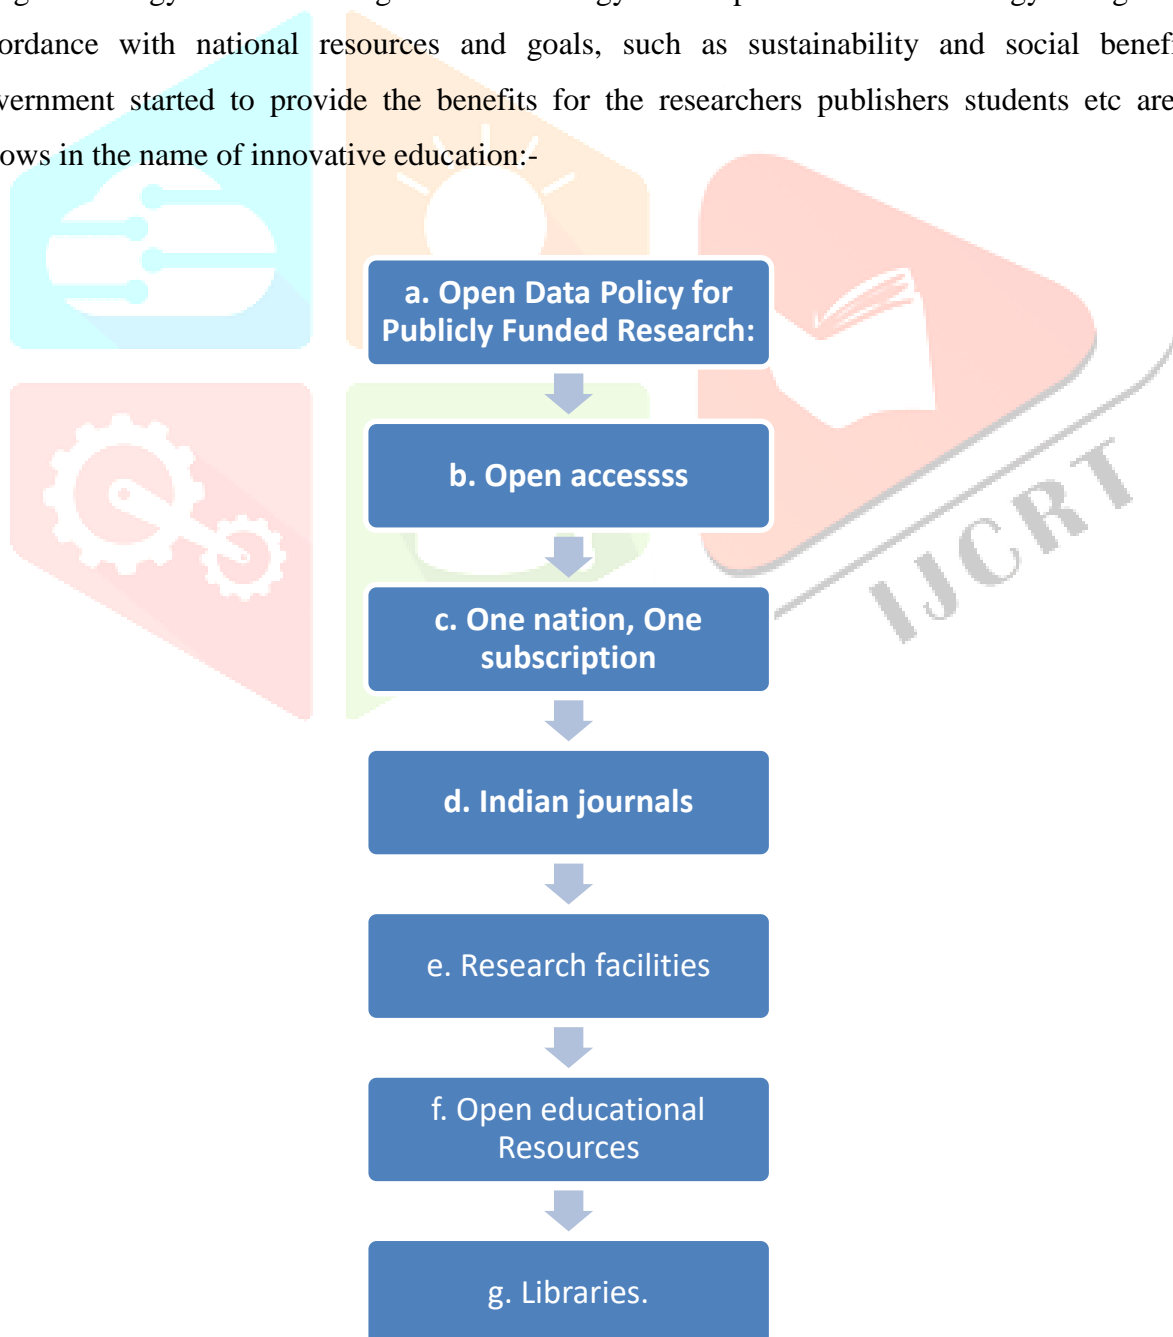 ordance with national resources and goals, such as sustainability and social benef
vernment started to provide the benefits for the researchers publishers students etc are
ows in the name of innovative education:-
a. Open Data Policy for
Publicly Funded Research:
b. Open accessss
c. One nation, One
subscription
IJCRT
d. Indian journals
e. Research facilities
f. Open educational
Resources
g. Libraries.